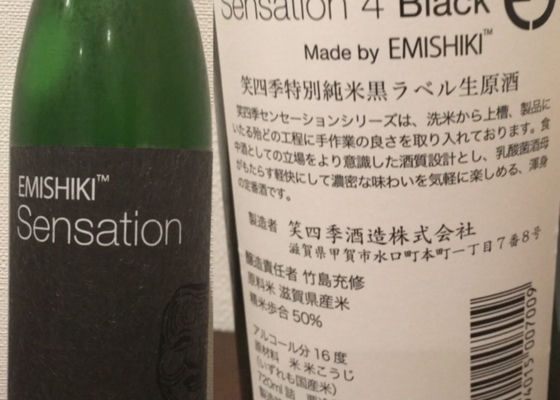 EMISHIKI™
Sensation
Sensation 4 Black
Made by EMISHIKI™
笑四季特別純米黒ラベル生原酒
笑四季センセーションシリーズは、洗米から上槽、製品に
いたる殆どの工程に手作業の良さを取り入れております。食
中酒としての立場をより意識した酒質設計とし、乳酸菌酒母
がもたらす軽快にして濃密な味わいを気軽に楽しめる、渾身
の定番酒です。
製造者 笑四季酒造株式会社
滋賀県甲賀市水口町本町一丁目7番8号
醸造責任者 竹島充修
原料米 滋賀県産米
精米歩合 50%
アルコール分 16度
原材料 米 米こうじ
(いずれも国産米)
720ml 詰
製造
4015 007009